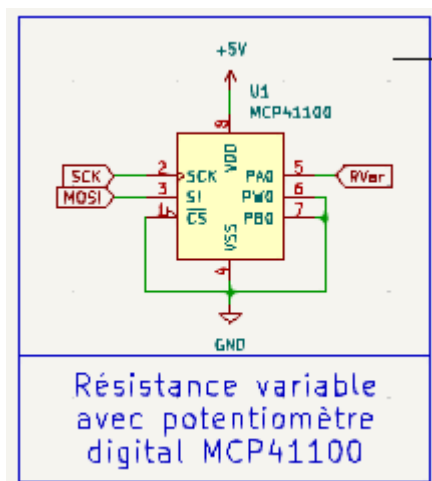 +5V
U1
MCP41100
8
VDD
SCK 2 SCK PA0 5 RVar
MOSI 3 SI PW0 6
1 CS PB0 7
VSS
4
GND
Résistance variable
avec potentiomètre
digital MCP41100